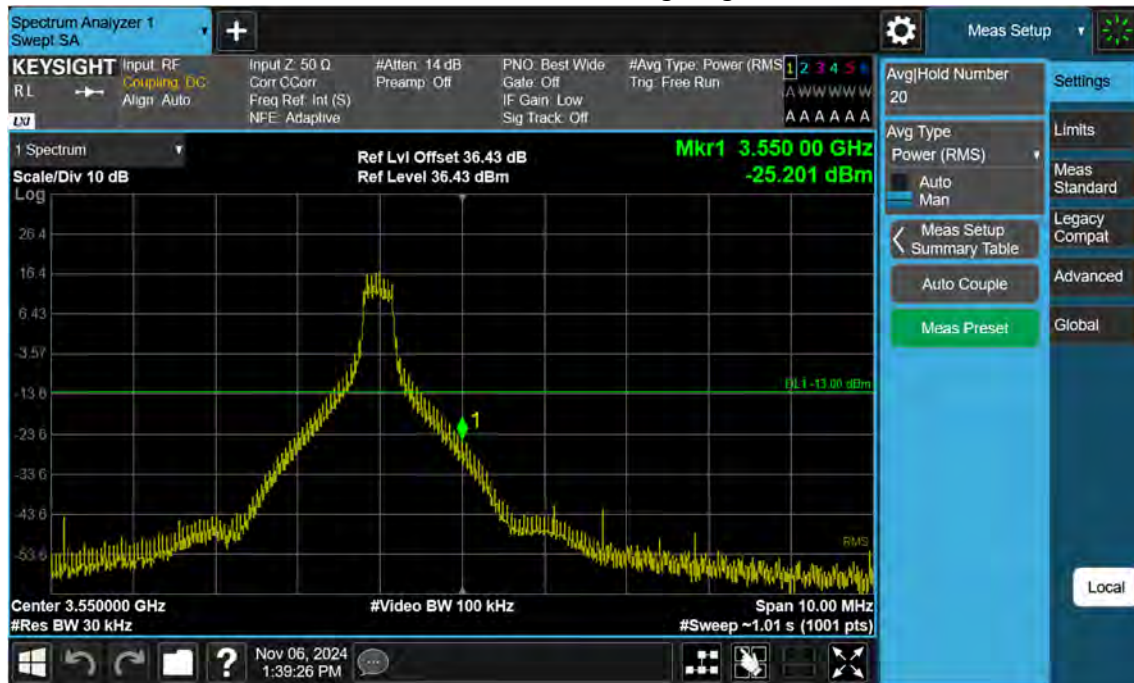 Spectrum Analyzer 1
Swept SA
+
Meas Setup
KEYSIGHT
RL
LXI
Input: RF
Coupling: DC
Align: Auto
Input Z: 50 Ω
Corr CCorr
Freq Ref: Int (S)
NFE: Adaptive
#Atten: 14 dB
Preamp: Off
PNO: Best Wide
Gate: Off
IF Gain: Low
Sig Track: Off
#Avg Type: Power (RMS)
Trig: Free Run
1 2 3 4 5 6
A W W W W W
A A A A A A
1 Spectrum
Scale/Div 10 dB
Log
Ref Lvl Offset 36.43 dB
Ref Level 36.43 dBm
Mkr1 3.550 00 GHz
-25.201 dBm
26.4
16.4
6.43
-3.57
-13.6
-23.6
-33.6
-43.6
-53.6
DL1 -13.00 dBm
1
RMS
Center 3.550000 GHz
#Res BW 30 kHz
#Video BW 100 kHz
Span 10.00 MHz
#Sweep ~1.01 s (1001 pts)
Avg|Hold Number
20
Avg Type
Power (RMS)
Auto
Man
Meas Setup
Summary Table
Auto Couple
Meas Preset
Settings
Limits
Meas
Standard
Legacy
Compat
Advanced
Global
Local
?
Nov 06, 2024
1:39:26 PM